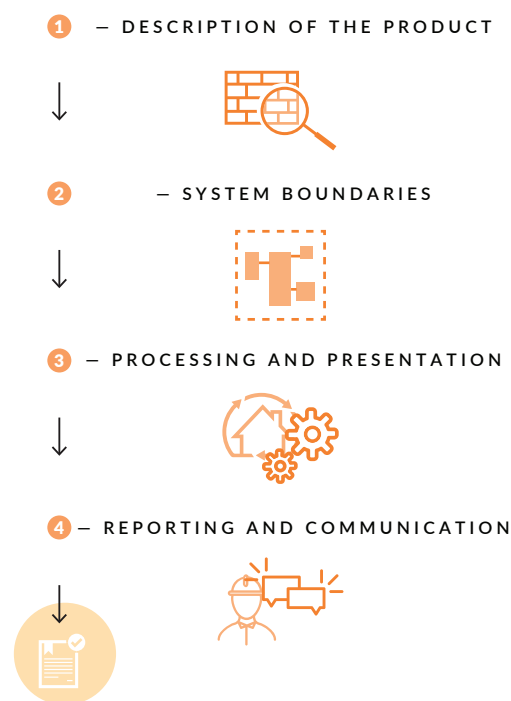 1 — DESCRIPTION OF THE PRODUCT
2 — SYSTEM BOUNDARIES
3 — PROCESSING AND PRESENTATION
4 — REPORTING AND COMMUNICATION